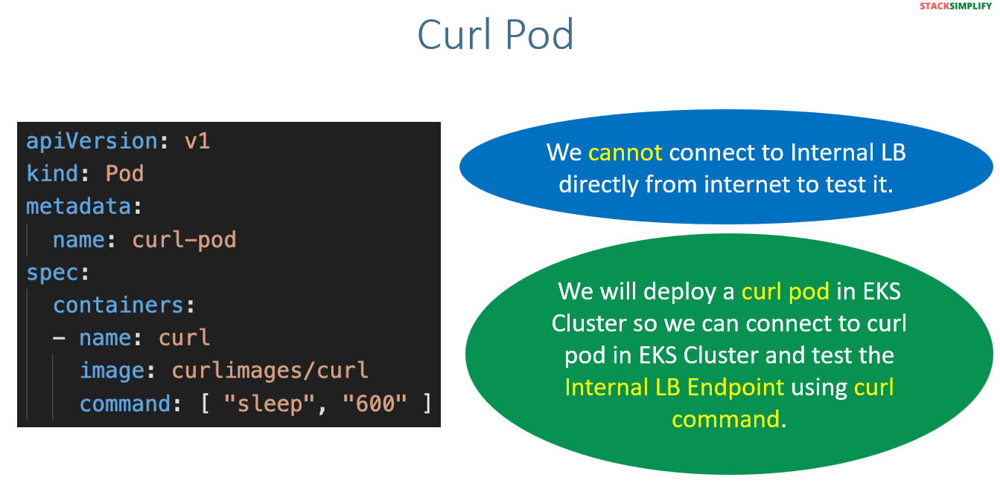 STACKSIMPLIFY
Curl Pod
apiVersion: v1
kind: Pod
metadata:
  name: curl-pod
spec:
  containers:
  - name: curl
    image: curlimages/curl
    command: [ "sleep", "600" ]
We cannot connect to Internal LB
directly from internet to test it.
We will deploy a curl pod in EKS
Cluster so we can connect to curl
pod in EKS Cluster and test the
Internal LB Endpoint using curl
command.